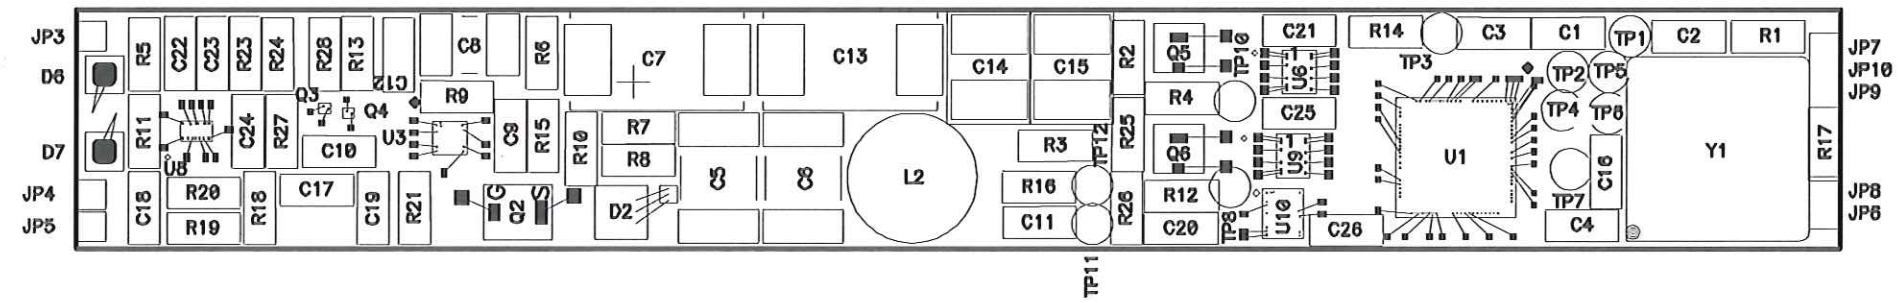 JP3
D6
D7
JP4
JP5
R5
C22
C23
R23
R24
R28
R13
C12
C8
R6
C7
C13
C14
C15
R2
Q5
TP10
C21
1
U6
R14
TP3
C3
C1
TP1
C2
R1
JP7
JP10
JP9
R9
Q3
Q4
U3
R4
C25
TP2
TP5
TP4
TP6
R11
U8
C24
R27
C10
C9
R15
R10
R7
R8
R3
TP12
R25
Q6
1
U9
U1
C16
Y1
R17
C18
R20
R19
R18
C17
C19
R21
G
Q2
S
D2
C5
C6
L2
R16
C11
R26
R12
C20
TP8
U10
C26
TP7
C4
JP8
JP6
TP11